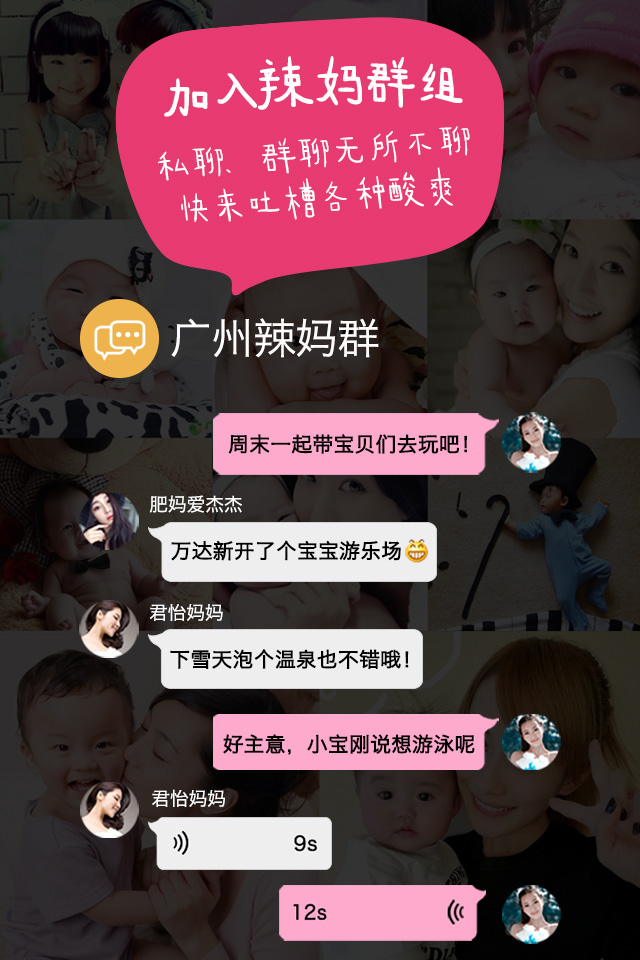 加入辣妈群组
私聊、群聊无所不聊
快来吐槽各种酸爽
广州辣妈群
周末一起带宝贝们去玩吧！
肥妈爱杰杰
万达新开了个宝宝游乐场😁
君怡妈妈
下雪天泡个温泉也不错哦！
好主意，小宝刚说想游泳呢
君怡妈妈
9s
12s